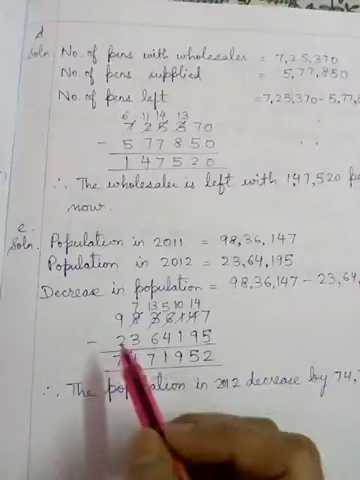 d
Soln. No. of pens with wholesaler = 7,25,370
No. of pens supplied = 5,77,850
No. of pens left = 7,25,370 - 5,77,8
6 11 14 13
7 2 5 3 7 0
- 5 7 7 8 5 0
1 4 7 5 2 0
∴ The wholesaler is left with 1,47,520 pe
now.
e.
Soln. Population in 2011 = 98,36,147
Population in 2012 = 23,64,195
Decrease in population = 98,36,147 - 23,64,
7 13 5 10 14
9 8 3 6 1 4 7
- 2 3 6 4 1 9 5
7 1 9 5 2
∴ The population in 2012 decrease by 74,7